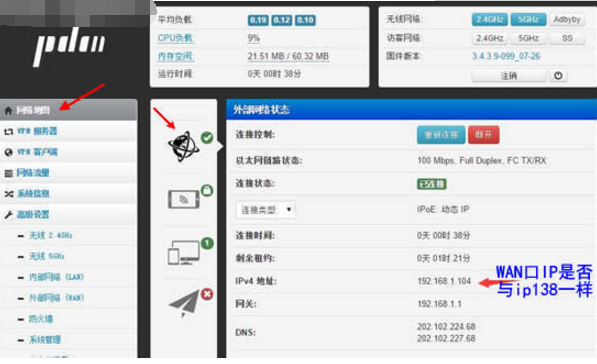 pdcn
平均负载:
0.19 0.12 0.10
CPU负载:
9%
内存空间:
21.51 MB / 60.32 MB
运行时间:
0天 00时 38分
无线网络:
2.4GHz 5GHz Adbyby
访客网络:
2.4GHz 5GHz SS
固件版本:
3.4.3.9-099_07-26
注销
网络地图
VPN 服务器
VPN 客户端
网络流量
系统信息
高级设置
无线 2.4GHz
无线 5GHz
内部网络 (LAN)
外部网络 (WAN)
防火墙
系统管理
1
外部网络状态
连接控制:
重新连接 断开
以太网链路状态:
100 Mbps, Full Duplex, FC TX/RX
连接状态:
已连接
连接类型:
IPoE: 动态 IP
连接时间:
0天 00时 38分
剩余租约:
0天 01时 21分
IPv4 地址:
192.168.1.104
WAN口IP是否
与ip138一样
网关:
192.168.1.1
DNS:
202.102.224.68
202.102.227.68